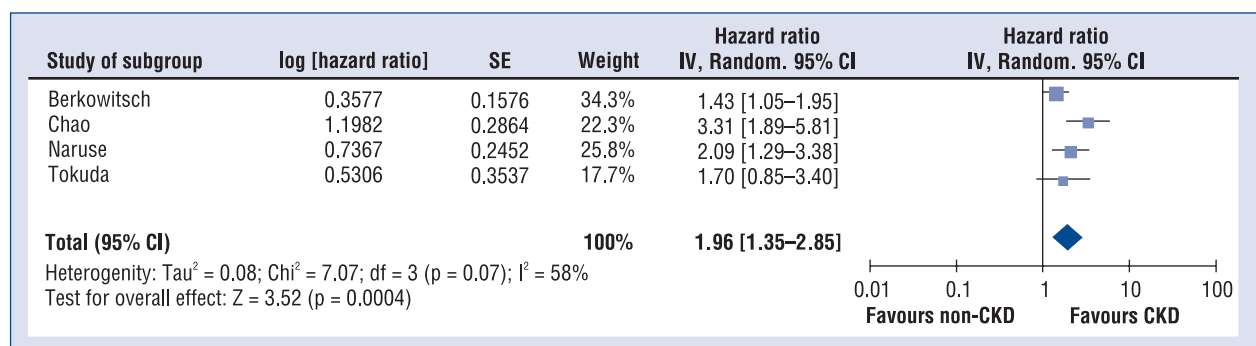 Hazard ratio Hazard ratio
Study of subgroup log [hazard ratio] SE Weight IV, Random. 95% CI IV, Random. 95% CI
Berkowitsch 0.3577 0.1576 34.3% 1.43 [1.05–1.95]
Chao 1.1982 0.2864 22.3% 3.31 [1.89–5.81]
Naruse 0.7367 0.2452 25.8% 2.09 [1.29–3.38]
Tokuda 0.5306 0.3537 17.7% 1.70 [0.85–3.40]
Total (95% CI) 100% 1.96 [1.35–2.85]
Heterogenity: Tau² = 0.08; Chi² = 7.07; df = 3 (p = 0.07); I² = 58%
Test for overall effect: Z = 3.52 (p = 0.0004)
0.01 0.1 1 10 100
Favours non-CKD Favours CKD